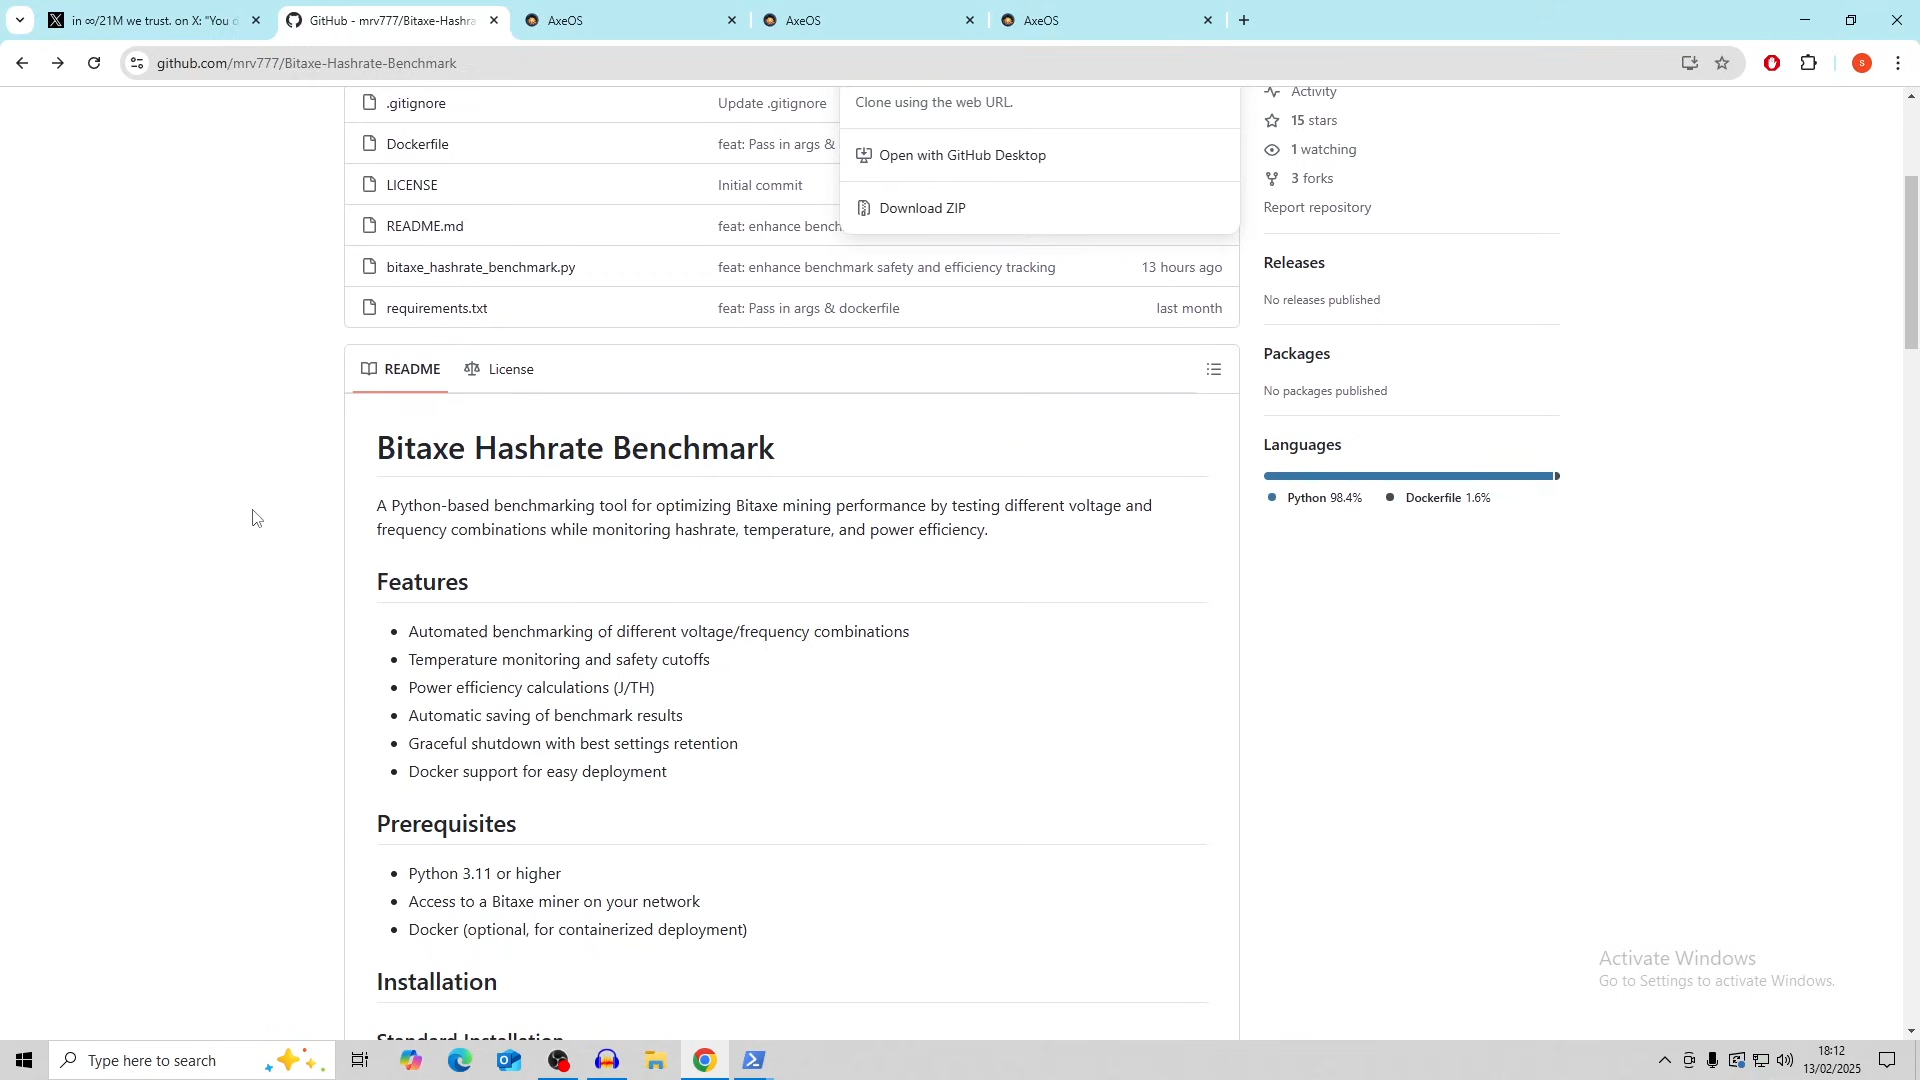 in ∞/21M we trust. on X: "You d
GitHub - mrv777/Bitaxe-Hashra
AxeOS
AxeOS
AxeOS
github.com/mrv777/Bitaxe-Hashrate-Benchmark
S
.gitignore
Update .gitignore
Clone using the web URL.
Activity
Dockerfile
feat: Pass in args &
Open with GitHub Desktop
15 stars
1 watching
LICENSE
Initial commit
Download ZIP
3 forks
Report repository
README.md
feat: enhance bench
bitaxe_hashrate_benchmark.py
feat: enhance benchmark safety and efficiency tracking
13 hours ago
requirements.txt
feat: Pass in args & dockerfile
last month
Releases
No releases published
Packages
No packages published
Languages
Python 98.4%
Dockerfile 1.6%
README
License
Bitaxe Hashrate Benchmark
A Python-based benchmarking tool for optimizing Bitaxe mining performance by testing different voltage and
frequency combinations while monitoring hashrate, temperature, and power efficiency.
Features
Automated benchmarking of different voltage/frequency combinations
Temperature monitoring and safety cutoffs
Power efficiency calculations (J/TH)
Automatic saving of benchmark results
Graceful shutdown with best settings retention
Docker support for easy deployment
Prerequisites
Python 3.11 or higher
Access to a Bitaxe miner on your network
Docker (optional, for containerized deployment)
Installation
Standard Installation
Activate Windows
Go to Settings to activate Windows.
Type here to search
18:12
13/02/2025